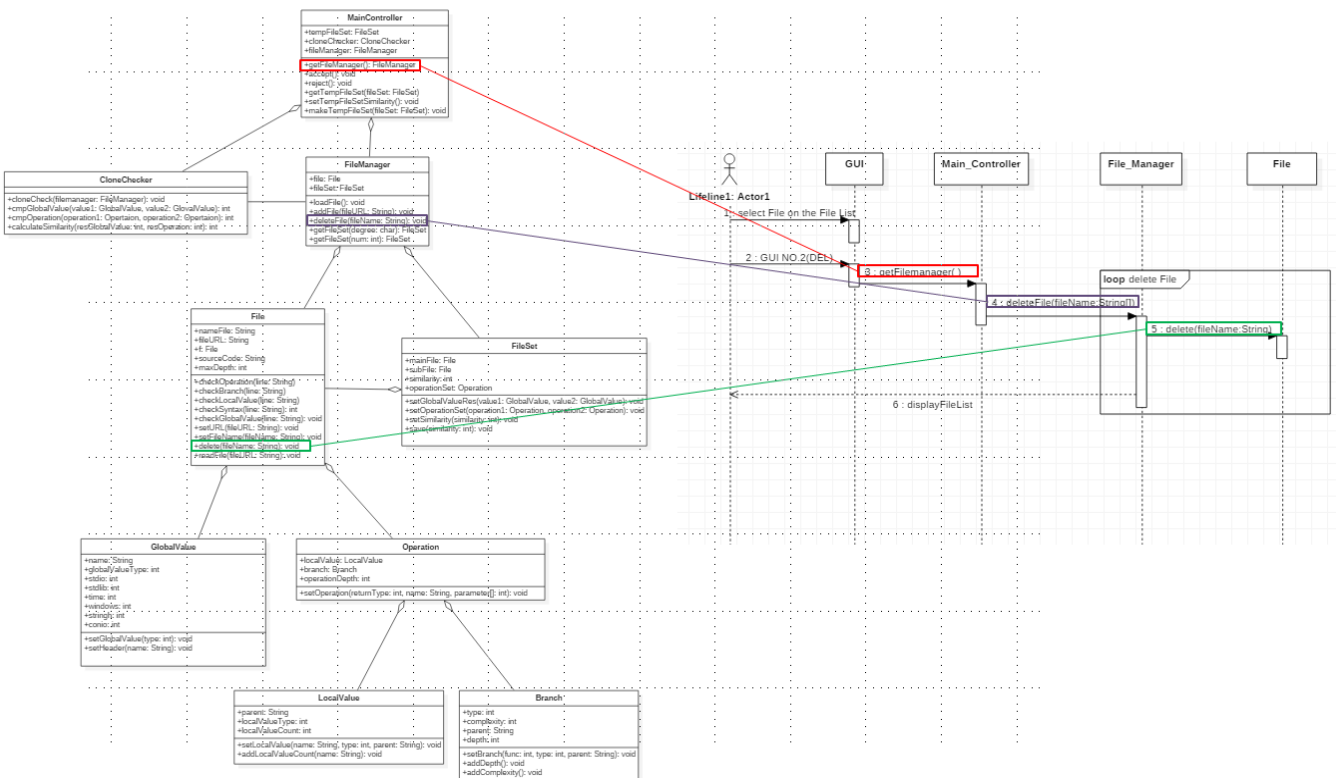 MainController
+tempFileSet: FileSet
+cloneChecker: CloneChecker
+fileManager: FileManager
+getFileManager(): FileManager
+accept(): void
+reject(): void
+getTempFileSet(fileSet: FileSet)
+setTempFileSetSimilarity(): void
+makeTempFileSet(fileSet: FileSet): void
CloneChecker
+cloneCheck(filemanager: FileManager): void
+cmpGlobalValue(value1: GlobalValue, value2: GlovalValue): int
+cmpOperation(operation1: Opertaion, operation2: Opertaion): int
+calculateSimilarity(resGlobalValue: int, resOperaion: int): int
FileManager
+file: File
+fileSet: FileSet
+loadFile(): void
+addFile(fileURL: String): void
+deleteFile(fileName: String): void
+getFileSet(degree: char): FileSet
+getFileSet(num: int): FileSet
File
+nameFile: String
+fileURL: String
+f: File
+sourceCode: String
+maxDepth: int
+checkOperation(line: String)
+checkBranch(line: String)
+checkLocalValue(line: String)
+checkSyntax(line: String): int
+checkGlobalValue(line: String): void
+setURL(fileURL: String): void
+setFileName(fileName: String): void
+delete(fileName: String): void
+readFile(fileURL: String): void
FileSet
+mainFile: File
+subFile: File
+similarity: int
+operationSet: Operation
+setGlobalValueRes(value1: GlobalValue, value2: GlobalValue): void
+setOperationSet(operation1: Operation, operation2: Operation): void
+setSimilarity(similarity: int): void
+save(similarity: int): void
GlobalValue
+name: String
+globalValueType: int
+stdio: int
+stdlib: int
+time: int
+windows: int
+stringh: int
+conio: int
+setGlobalValue(type: int): void
+setHeader(name: String): void
Operation
+localValue: LocalValue
+branch: Branch
+operationDepth: int
+setOperation(returnType: int, name: String, parameter[]: int): void
LocalValue
+parent: String
+localValueType: int
+localValueCount: int
+setLocalValue(name: String, type: int, parent: String): void
+addLocalValueCount(name: String): void
Branch
+type: int
+complexity: int
+parent: String
+depth: int
+setBranch(func: int, type: int, parent: String): void
+addDepth(): void
+addComplexity(): void
GUI
Main_Controller
File_Manager
File
Lifeline1: Actor1
1 : select File on the File List
2 : GUI NO.2(DEL)
3 : getFilemanager( )
loop delete File
4 : deleteFile(fileName:String[])
5 : delete(fileName:String)
6 : displayFileList